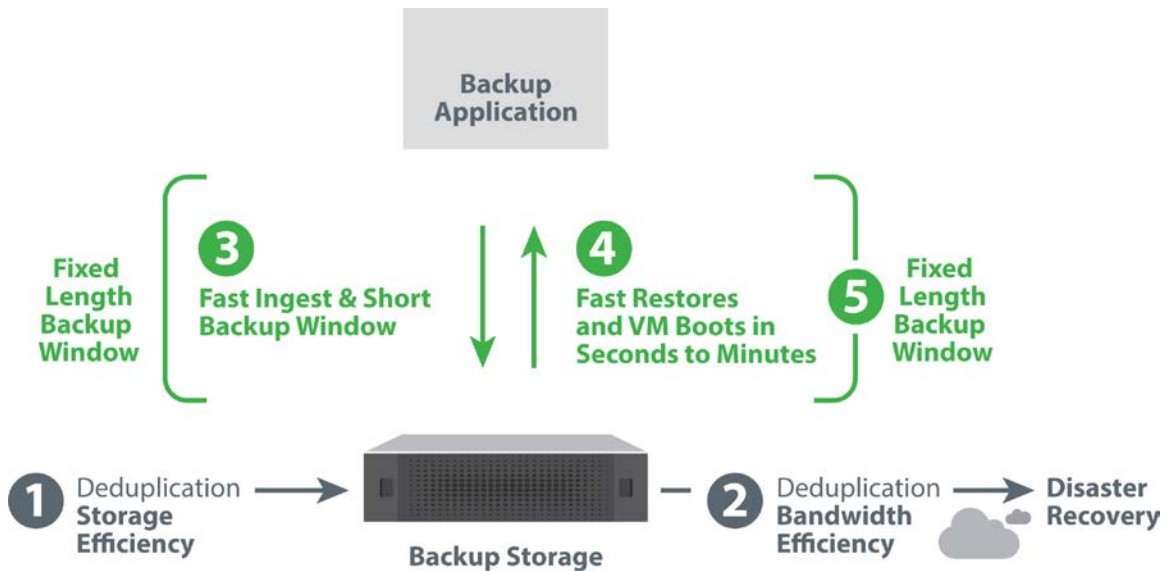 Backup
Application
Fixed
Length
Backup
Window
3
Fast Ingest & Short
Backup Window
4
Fast Restores
and VM Boots in
Seconds to Minutes
5
Fixed
Length
Backup
Window
1
Deduplication
Storage
Efficiency
Backup Storage
2
Deduplication
Bandwidth
Efficiency
Disaster
Recovery